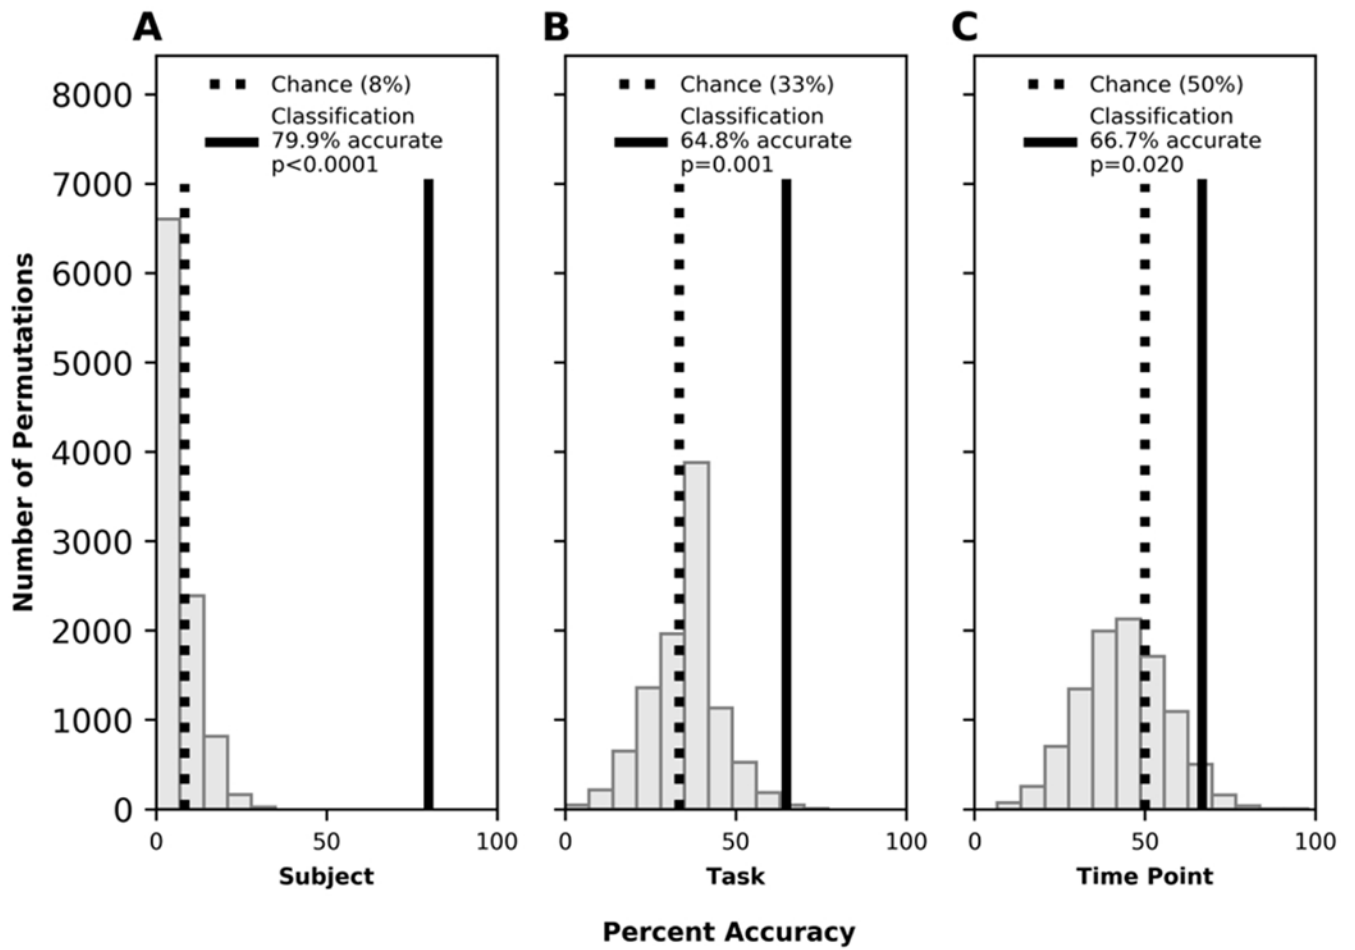 A
B
C
Chance (8%)
Classification
79.9% accurate
p<0.0001
Chance (33%)
Classification
64.8% accurate
p=0.001
Chance (50%)
Classification
66.7% accurate
p=0.020
Number of Permutations
8000
7000
6000
5000
4000
3000
2000
1000
0
0 50 100
0 50 100
0 50 100
Subject
Task
Time Point
Percent Accuracy